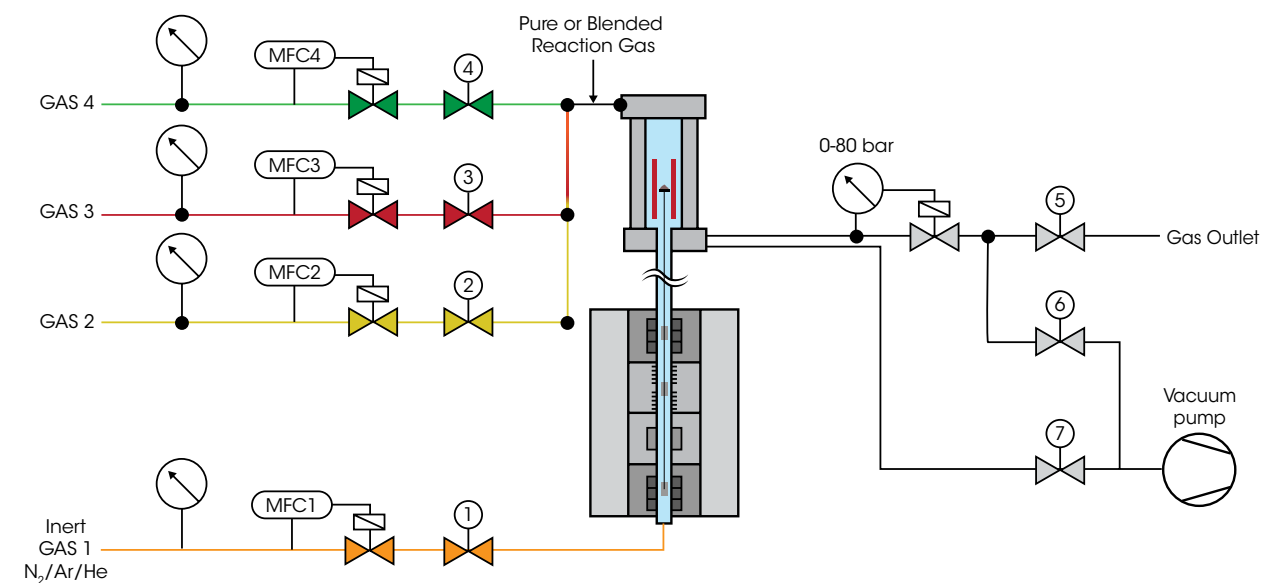 Pure or Blended
Reaction Gas
MFC4
4
GAS 4
0-80 bar
MFC3
3
GAS 3
5
Gas Outlet
MFC2
2
GAS 2
6
Vacuum
pump
7
MFC1
1
Inert
GAS 1
N₂/Ar/He